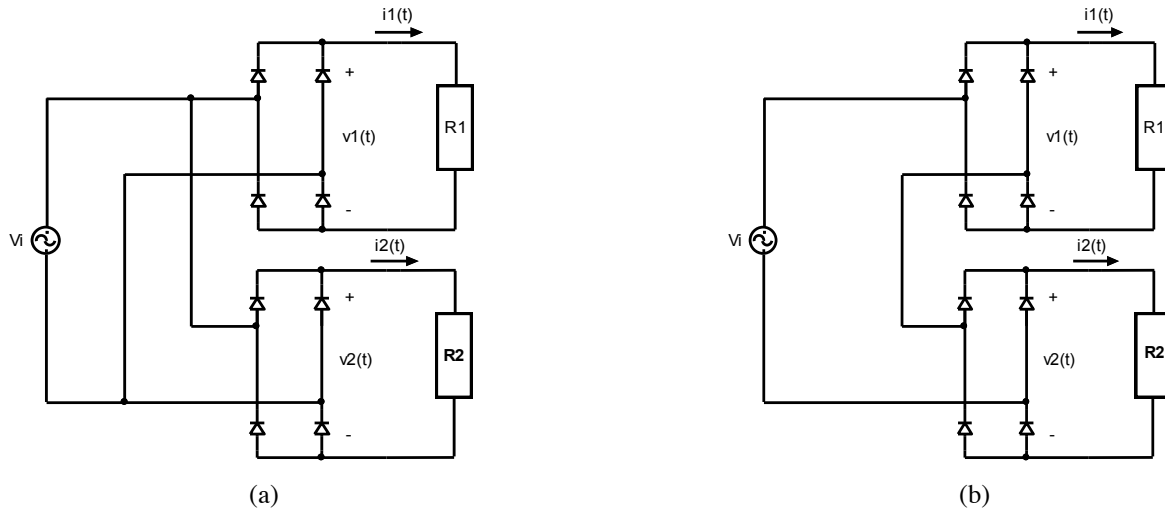 i1(t)
+
R1
v1(t)
-
Vi
i2(t)
+
R2
v2(t)
-
(a)
i1(t)
+
R1
v1(t)
-
Vi
i2(t)
+
R2
v2(t)
-
(b)